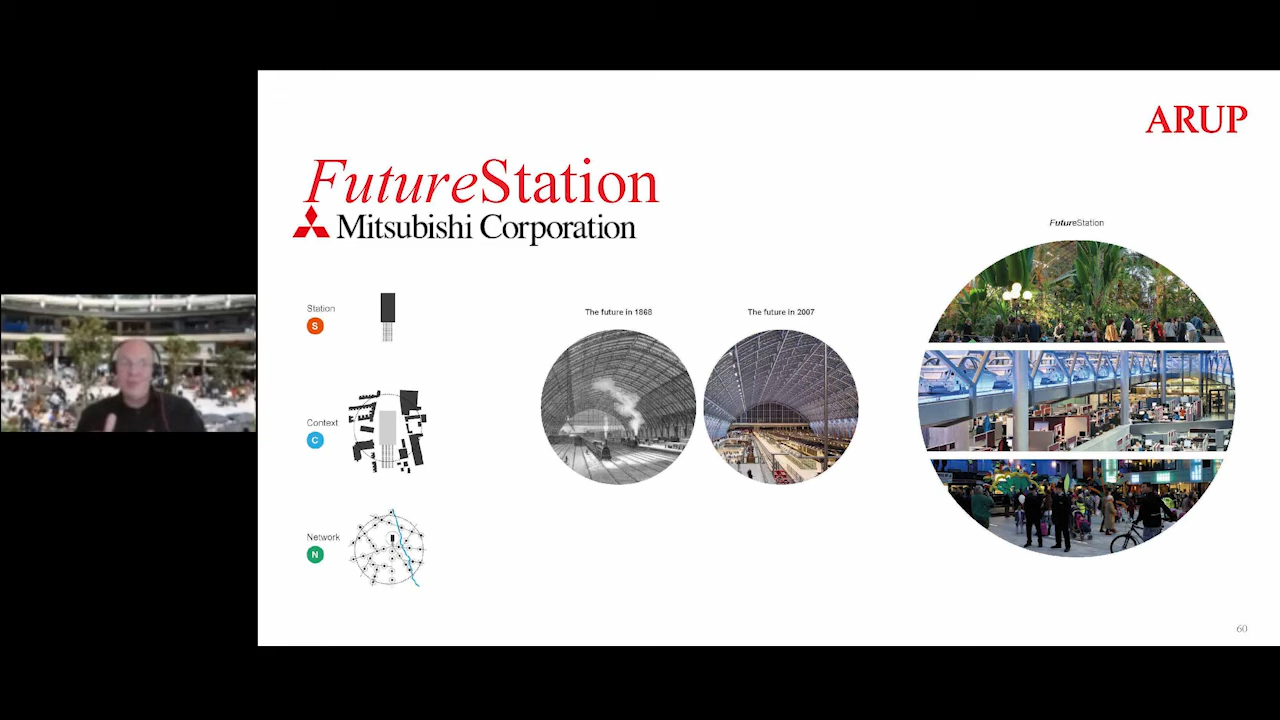 ARUP
FutureStation
Mitsubishi Corporation
Station
S
Context
C
Network
N
The future in 1868
The future in 2007
FutureStation
60